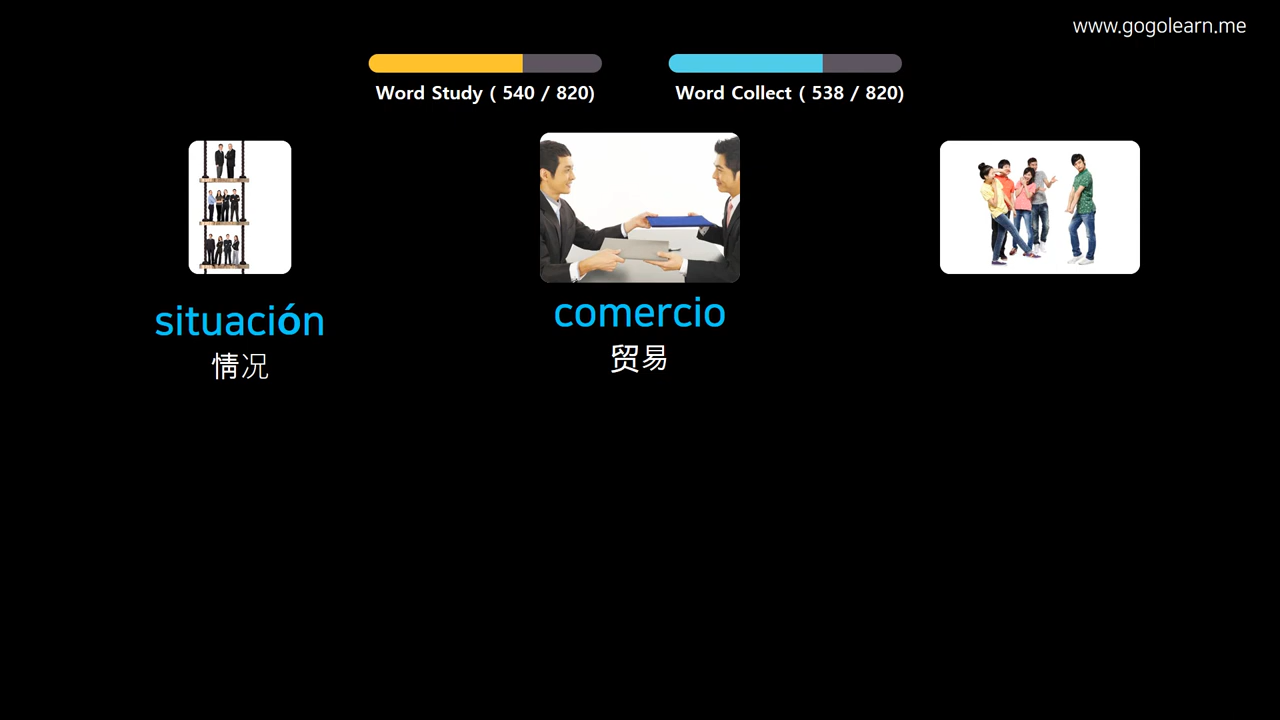 www.gogolearn.me
Word Study ( 540 / 820)
Word Collect ( 538 / 820)
situación
情况
comercio
贸易